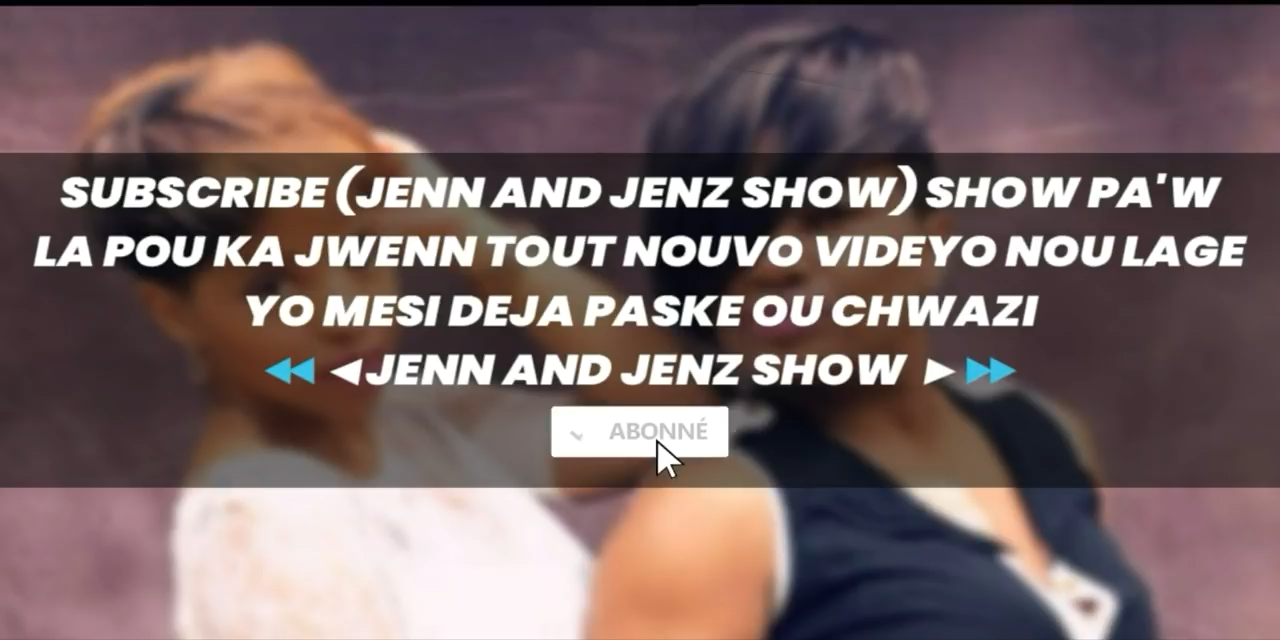 SUBSCRIBE (JENN AND JENZ SHOW) SHOW PA'W
LA POU KA JWENN TOUT NOUVO VIDEYO NOU LAGE
YO MESI DEJA PASKE OU CHWAZI
⏪ ◀JENN AND JENZ SHOW ▶ ⏩
ABONNÉ